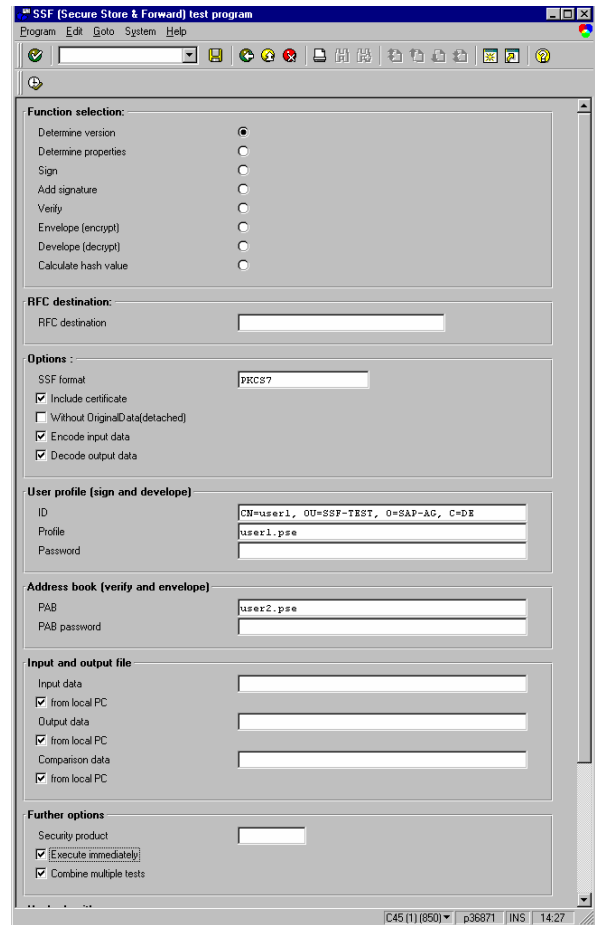 SSF (Secure Store & Forward) test program
Program Edit Goto System Help
Function selection:
Determine version
Determine properties
Sign
Add signature
Verify
Envelope (encrypt)
Develope (decrypt)
Calculate hash value
RFC destination:
RFC destination
Options :
SSF format PKCS7
Include certificate
Without OriginalData(detached)
Encode input data
Decode output data
User profile (sign and develope)
ID CN=user1, OU=SSF-TEST, O=SAP-AG, C=DE
Profile user1.pse
Password
Address book (verify and envelope)
PAB user2.pse
PAB password
Input and output file
Input data
from local PC
Output data
from local PC
Comparison data
from local PC
Further options
Security product
Execute immediately
Combine multiple tests
C45 (1) (850) p36871 INS 14:27